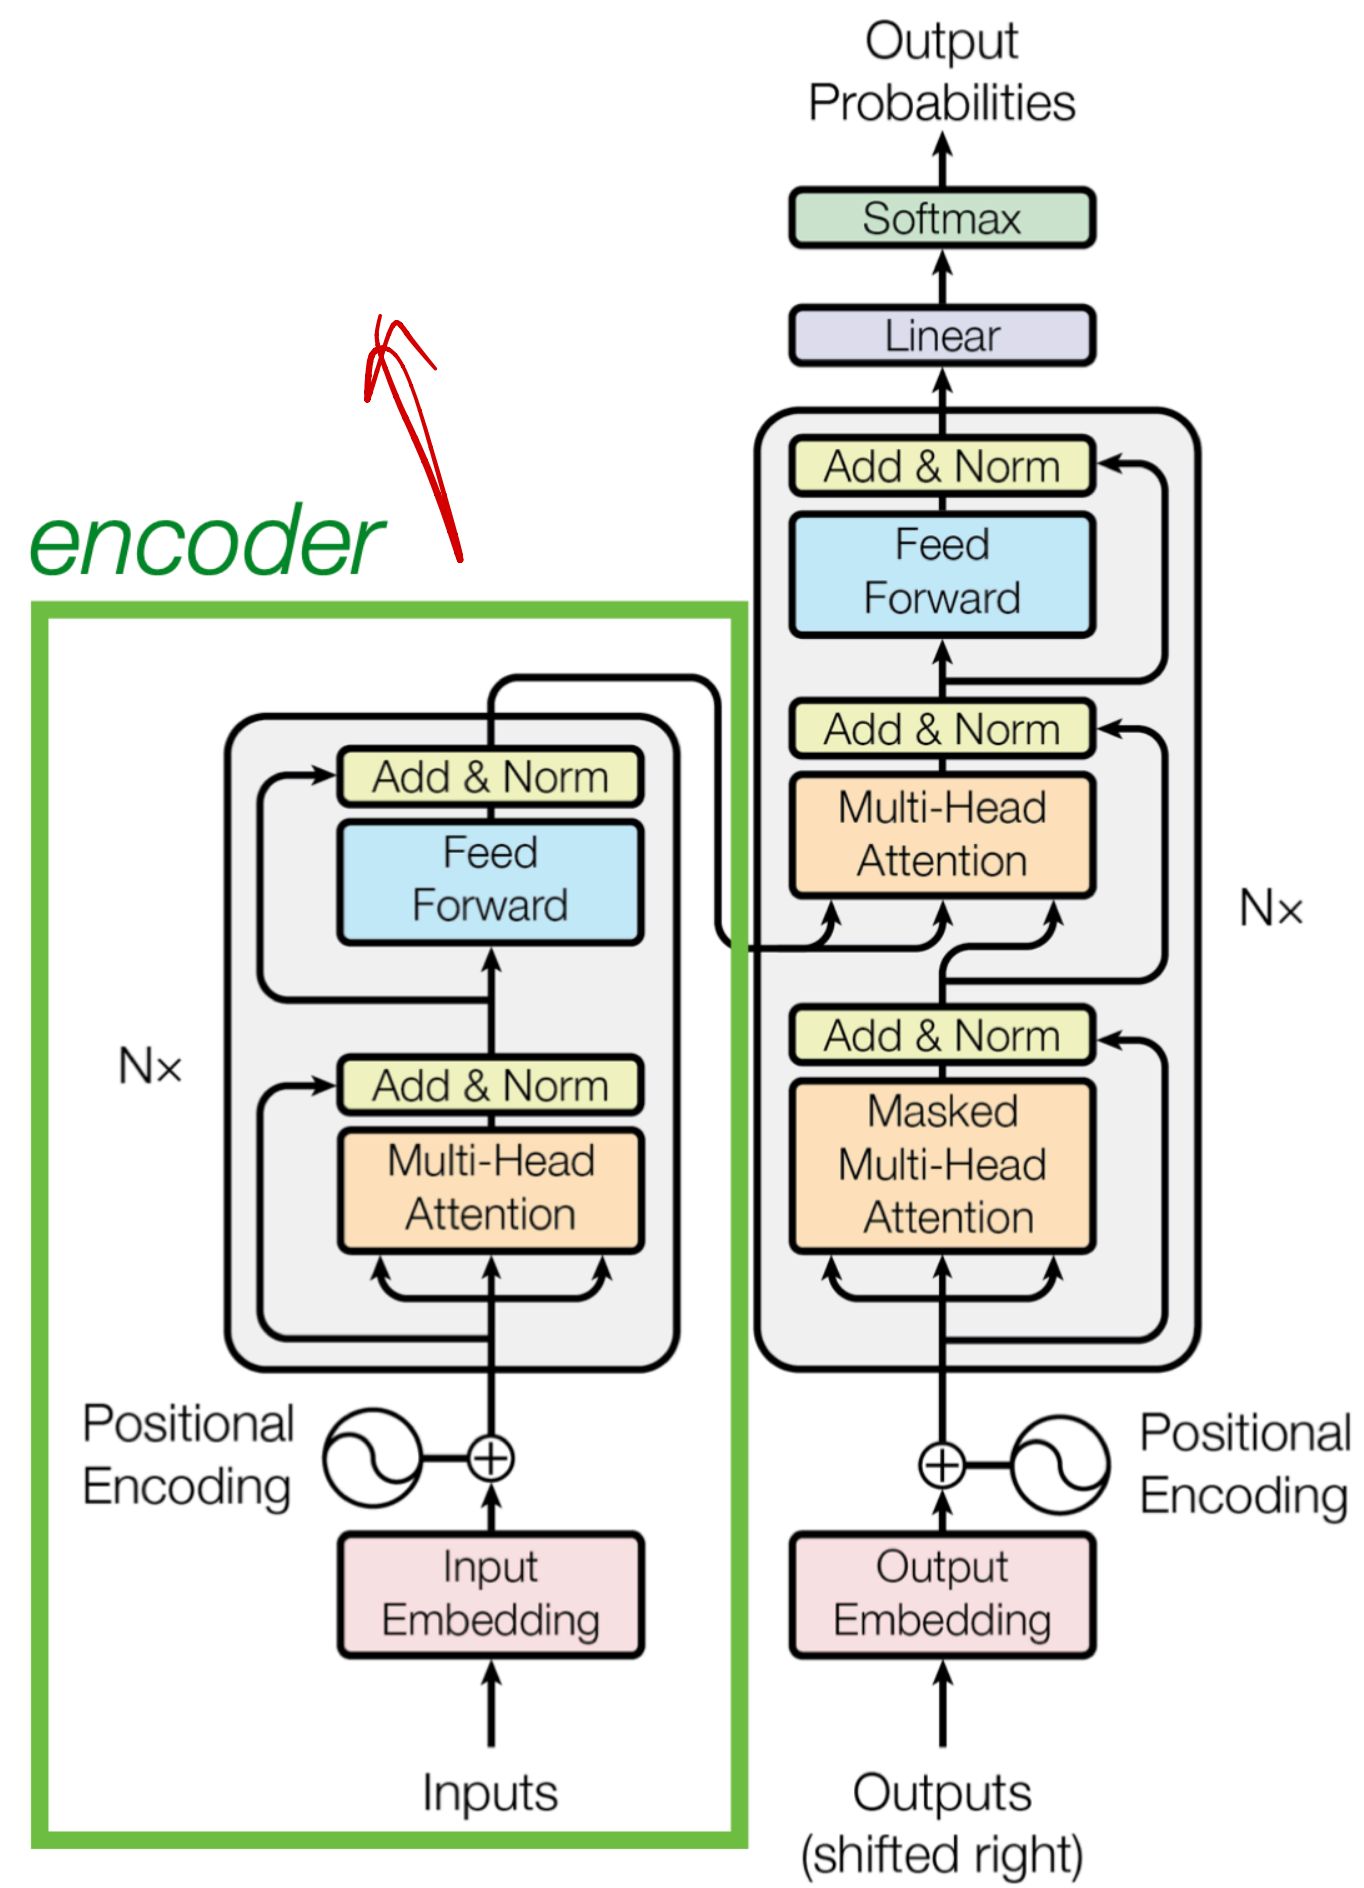 Output
Probabilities
Softmax
Linear
Add & Norm
Feed
Forward
Add & Norm
Multi-Head
Attention
Nx
Add & Norm
Masked
Multi-Head
Attention
Positional
Encoding
Output
Embedding
Outputs
(shifted right)
encoder
Add & Norm
Feed
Forward
Nx
Add & Norm
Multi-Head
Attention
Positional
Encoding
Input
Embedding
Inputs